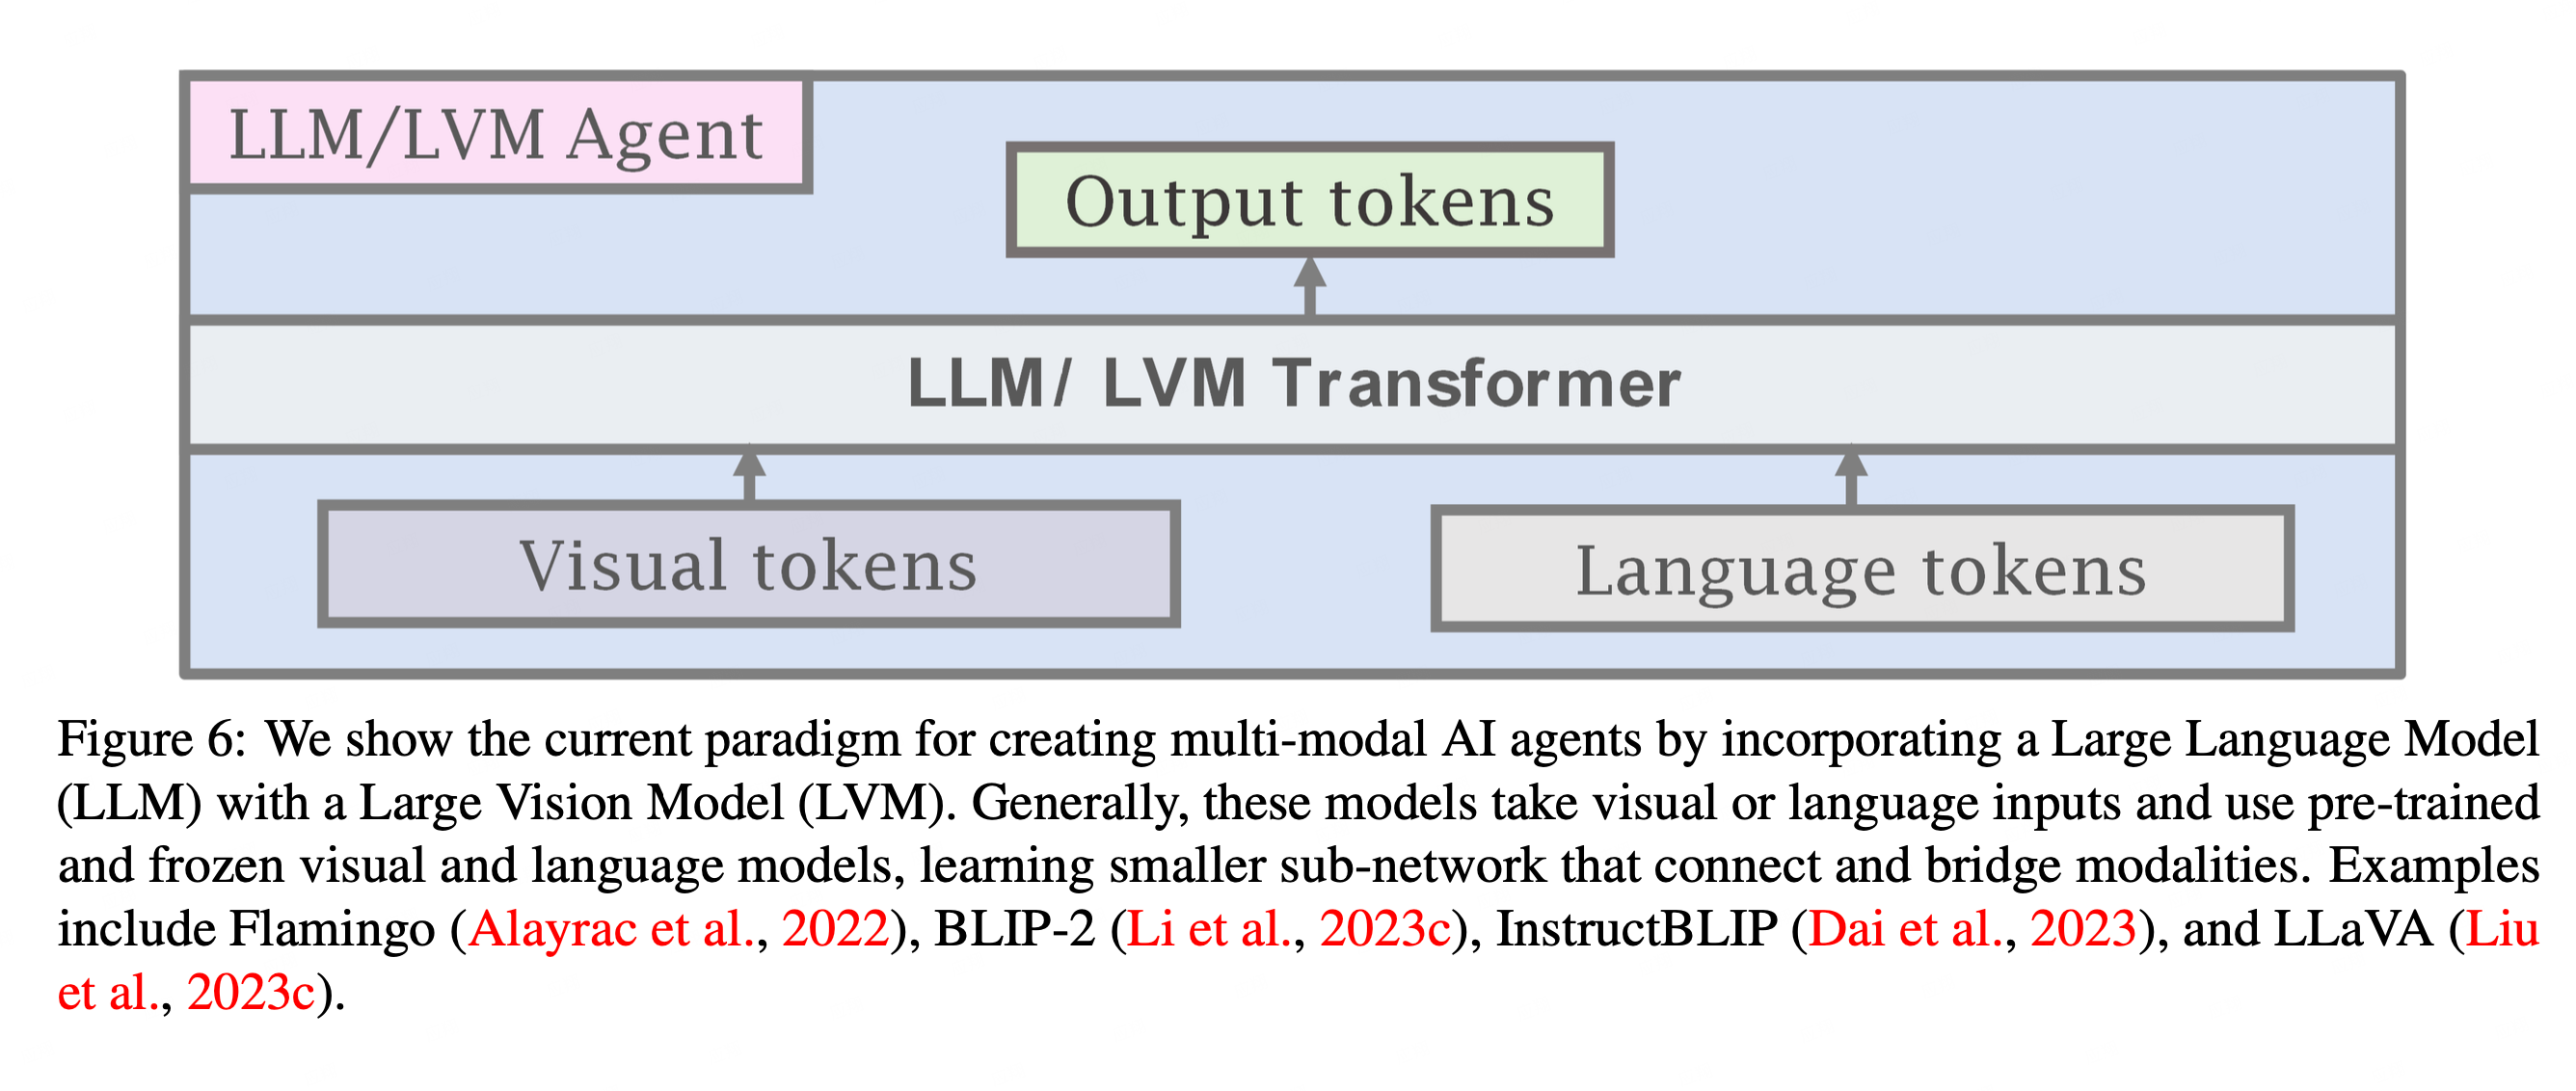 LLM/LVM Agent
Output tokens
LLM/ LVM Transformer
Visual tokens
Language tokens
Figure 6: We show the current paradigm for creating multi-modal AI agents by incorporating a Large Language Model
(LLM) with a Large Vision Model (LVM). Generally, these models take visual or language inputs and use pre-trained
and frozen visual and language models, learning smaller sub-network that connect and bridge modalities. Examples
include Flamingo (Alayrac et al., 2022), BLIP-2 (Li et al., 2023c), InstructBLIP (Dai et al., 2023), and LLaVA (Liu
et al., 2023c).